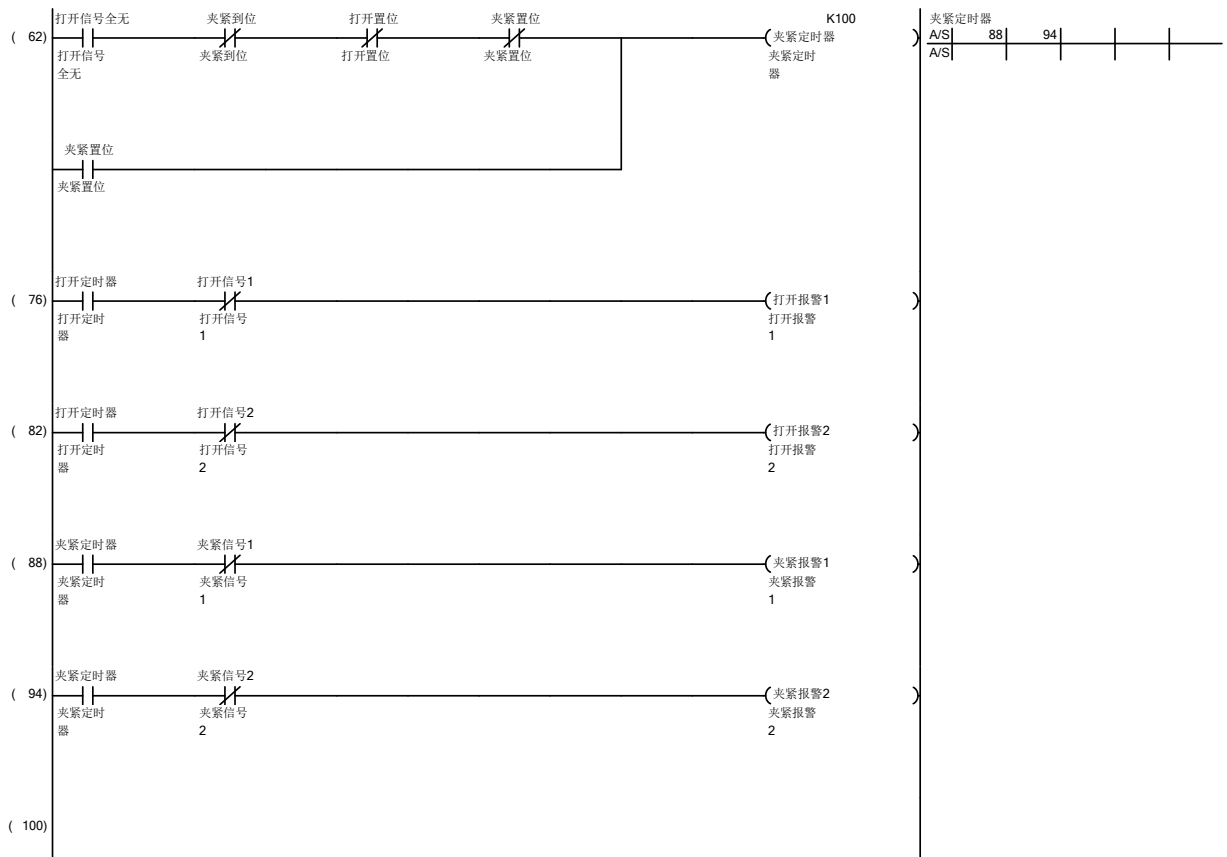 打开信号全无 夹紧到位 打开置位 夹紧置位 K100 夹紧定时器
( 62) 夹紧定时器 A/S 88 94
打开信号 夹紧到位 打开置位 夹紧置位 夹紧定时 A/S
全无 器
夹紧置位
夹紧置位
打开定时器 打开信号1
( 76) 打开报警1
打开定时 打开信号 打开报警
器 1 1
打开定时器 打开信号2
( 82) 打开报警2
打开定时 打开信号 打开报警
器 2 2
夹紧定时器 夹紧信号1
( 88) 夹紧报警1
夹紧定时 夹紧信号 夹紧报警
器 1 1
夹紧定时器 夹紧信号2
( 94) 夹紧报警2
夹紧定时 夹紧信号 夹紧报警
器 2 2
( 100)